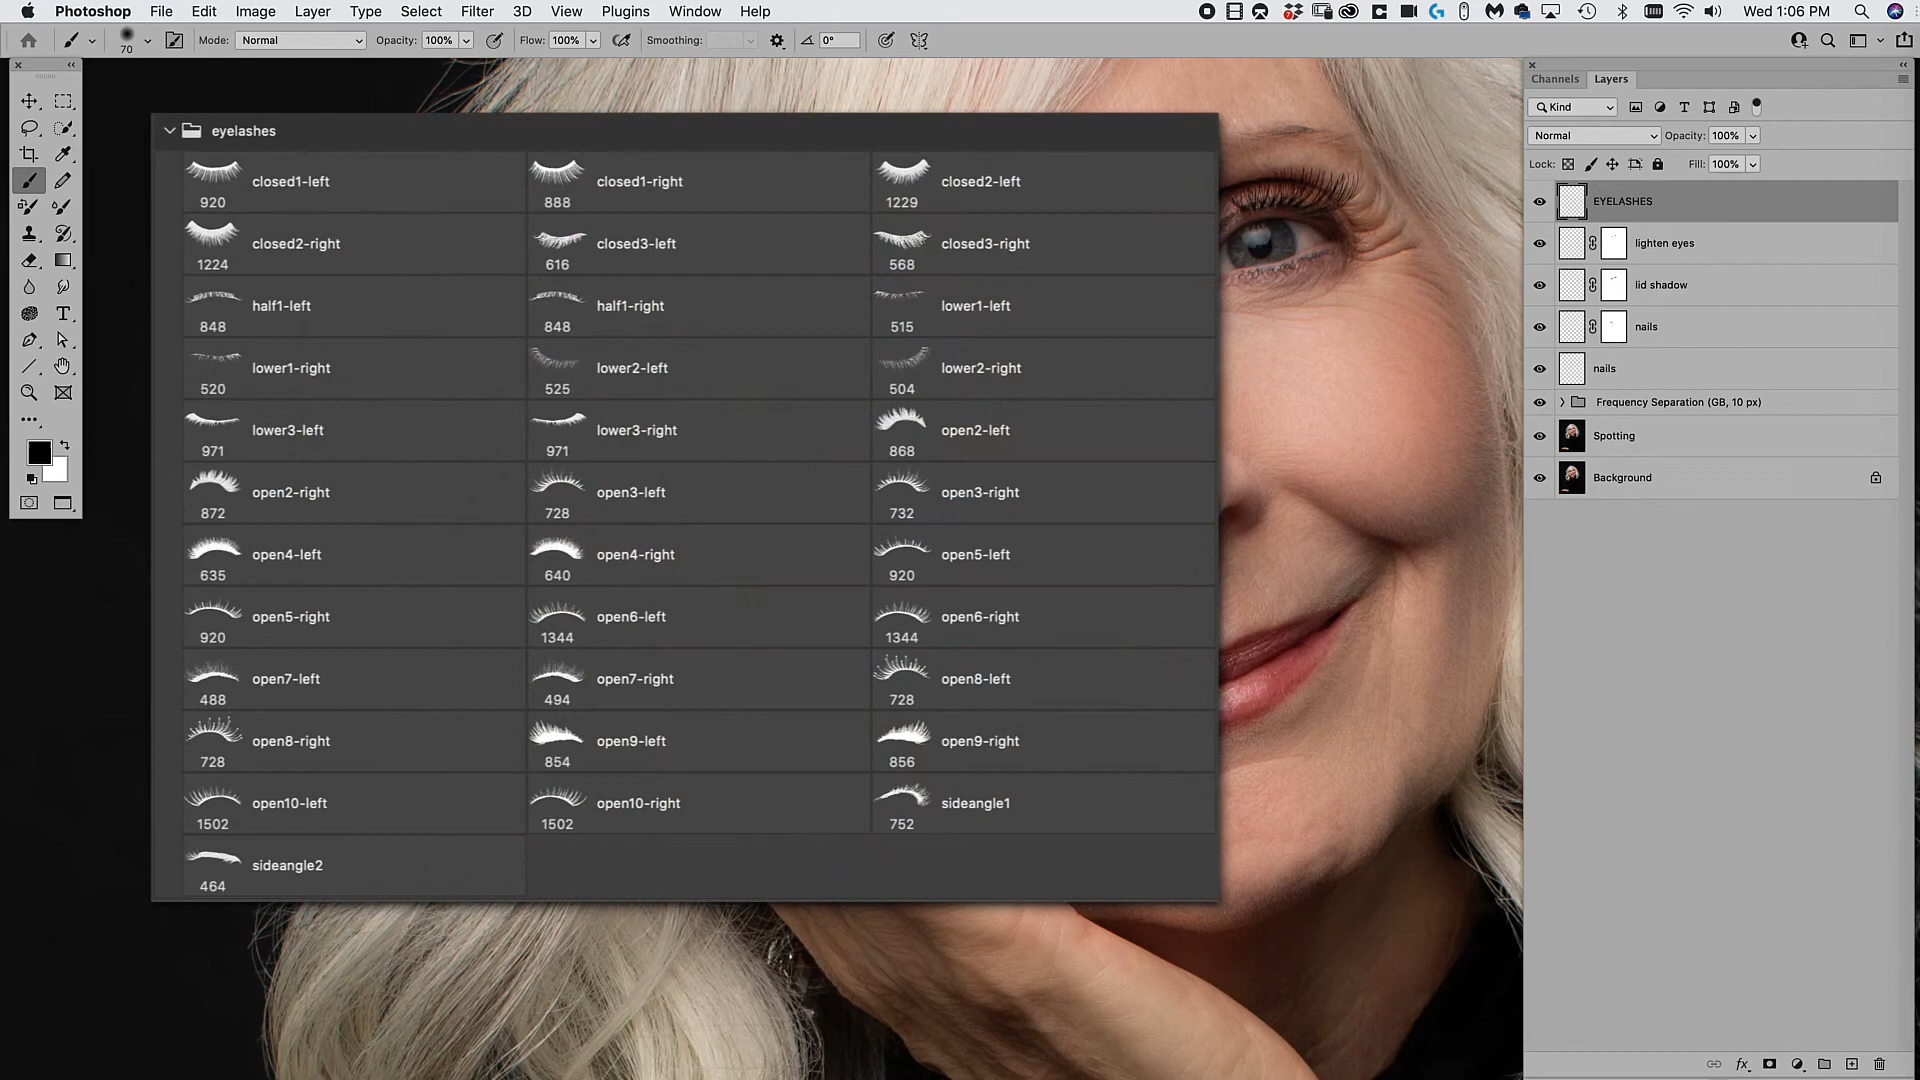 Photoshop File Edit Image Layer Type Select Filter 3D View Plugins Window Help 7 Wed 1:06 PM
70 Mode: Normal Opacity: 100% Flow: 100% Smoothing: 0°
eyelashes
closed1-left
920
closed1-right
888
closed2-left
1229
closed2-right
1224
closed3-left
616
closed3-right
568
half1-left
848
half1-right
848
lower1-left
515
lower1-right
520
lower2-left
525
lower2-right
504
lower3-left
971
lower3-right
971
open2-left
868
open2-right
872
open3-left
728
open3-right
732
open4-left
635
open4-right
640
open5-left
920
open5-right
920
open6-left
1344
open6-right
1344
open7-left
488
open7-right
494
open8-left
728
open8-right
728
open9-left
854
open9-right
856
open10-left
1502
open10-right
1502
sideangle1
752
sideangle2
464
Channels Layers
Kind
Normal Opacity: 100%
Lock: Fill: 100%
EYELASHES
lighten eyes
lid shadow
nails
nails
Frequency Separation (GB, 10 px)
Spotting
Background
fx